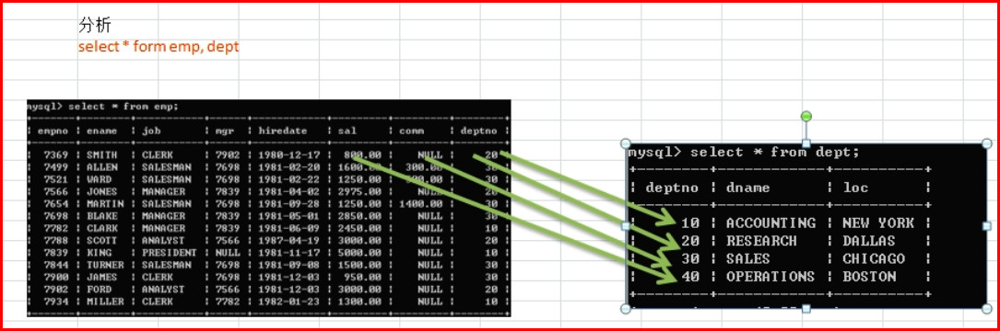 分析
select * form emp, dept
mysql> select * from emp;
| empno | ename | job | mgr | hiredate | sal | comm | deptno |
| 7369 | SMITH | CLERK | 7902 | 1980-12-17 | 800.00 | NULL | 20 |
| 7499 | ALLEN | SALESMAN | 7698 | 1981-02-20 | 1600.00 | 300.00 | 30 |
| 7521 | WARD | SALESMAN | 7698 | 1981-02-22 | 1250.00 | 500.00 | 30 |
| 7566 | JONES | MANAGER | 7839 | 1981-04-02 | 2975.00 | NULL | 20 |
| 7654 | MARTIN | SALESMAN | 7698 | 1981-09-28 | 1250.00 | 1400.00 | 30 |
| 7698 | BLAKE | MANAGER | 7839 | 1981-05-01 | 2850.00 | NULL | 30 |
| 7782 | CLARK | MANAGER | 7839 | 1981-06-09 | 2450.00 | NULL | 10 |
| 7788 | SCOTT | ANALYST | 7566 | 1987-04-19 | 3000.00 | NULL | 20 |
| 7839 | KING | PRESIDENT | NULL | 1981-11-17 | 5000.00 | NULL | 10 |
| 7844 | TURNER | SALESMAN | 7698 | 1981-09-08 | 1500.00 | NULL | 30 |
| 7900 | JAMES | CLERK | 7698 | 1981-12-03 | 950.00 | NULL | 30 |
| 7902 | FORD | ANALYST | 7566 | 1981-12-03 | 3000.00 | NULL | 20 |
| 7934 | MILLER | CLERK | 7782 | 1982-01-23 | 1300.00 | NULL | 10 |
mysql> select * from dept;
| deptno | dname | loc |
| 10 | ACCOUNTING | NEW YORK |
| 20 | RESEARCH | DALLAS |
| 30 | SALES | CHICAGO |
| 40 | OPERATIONS | BOSTON |